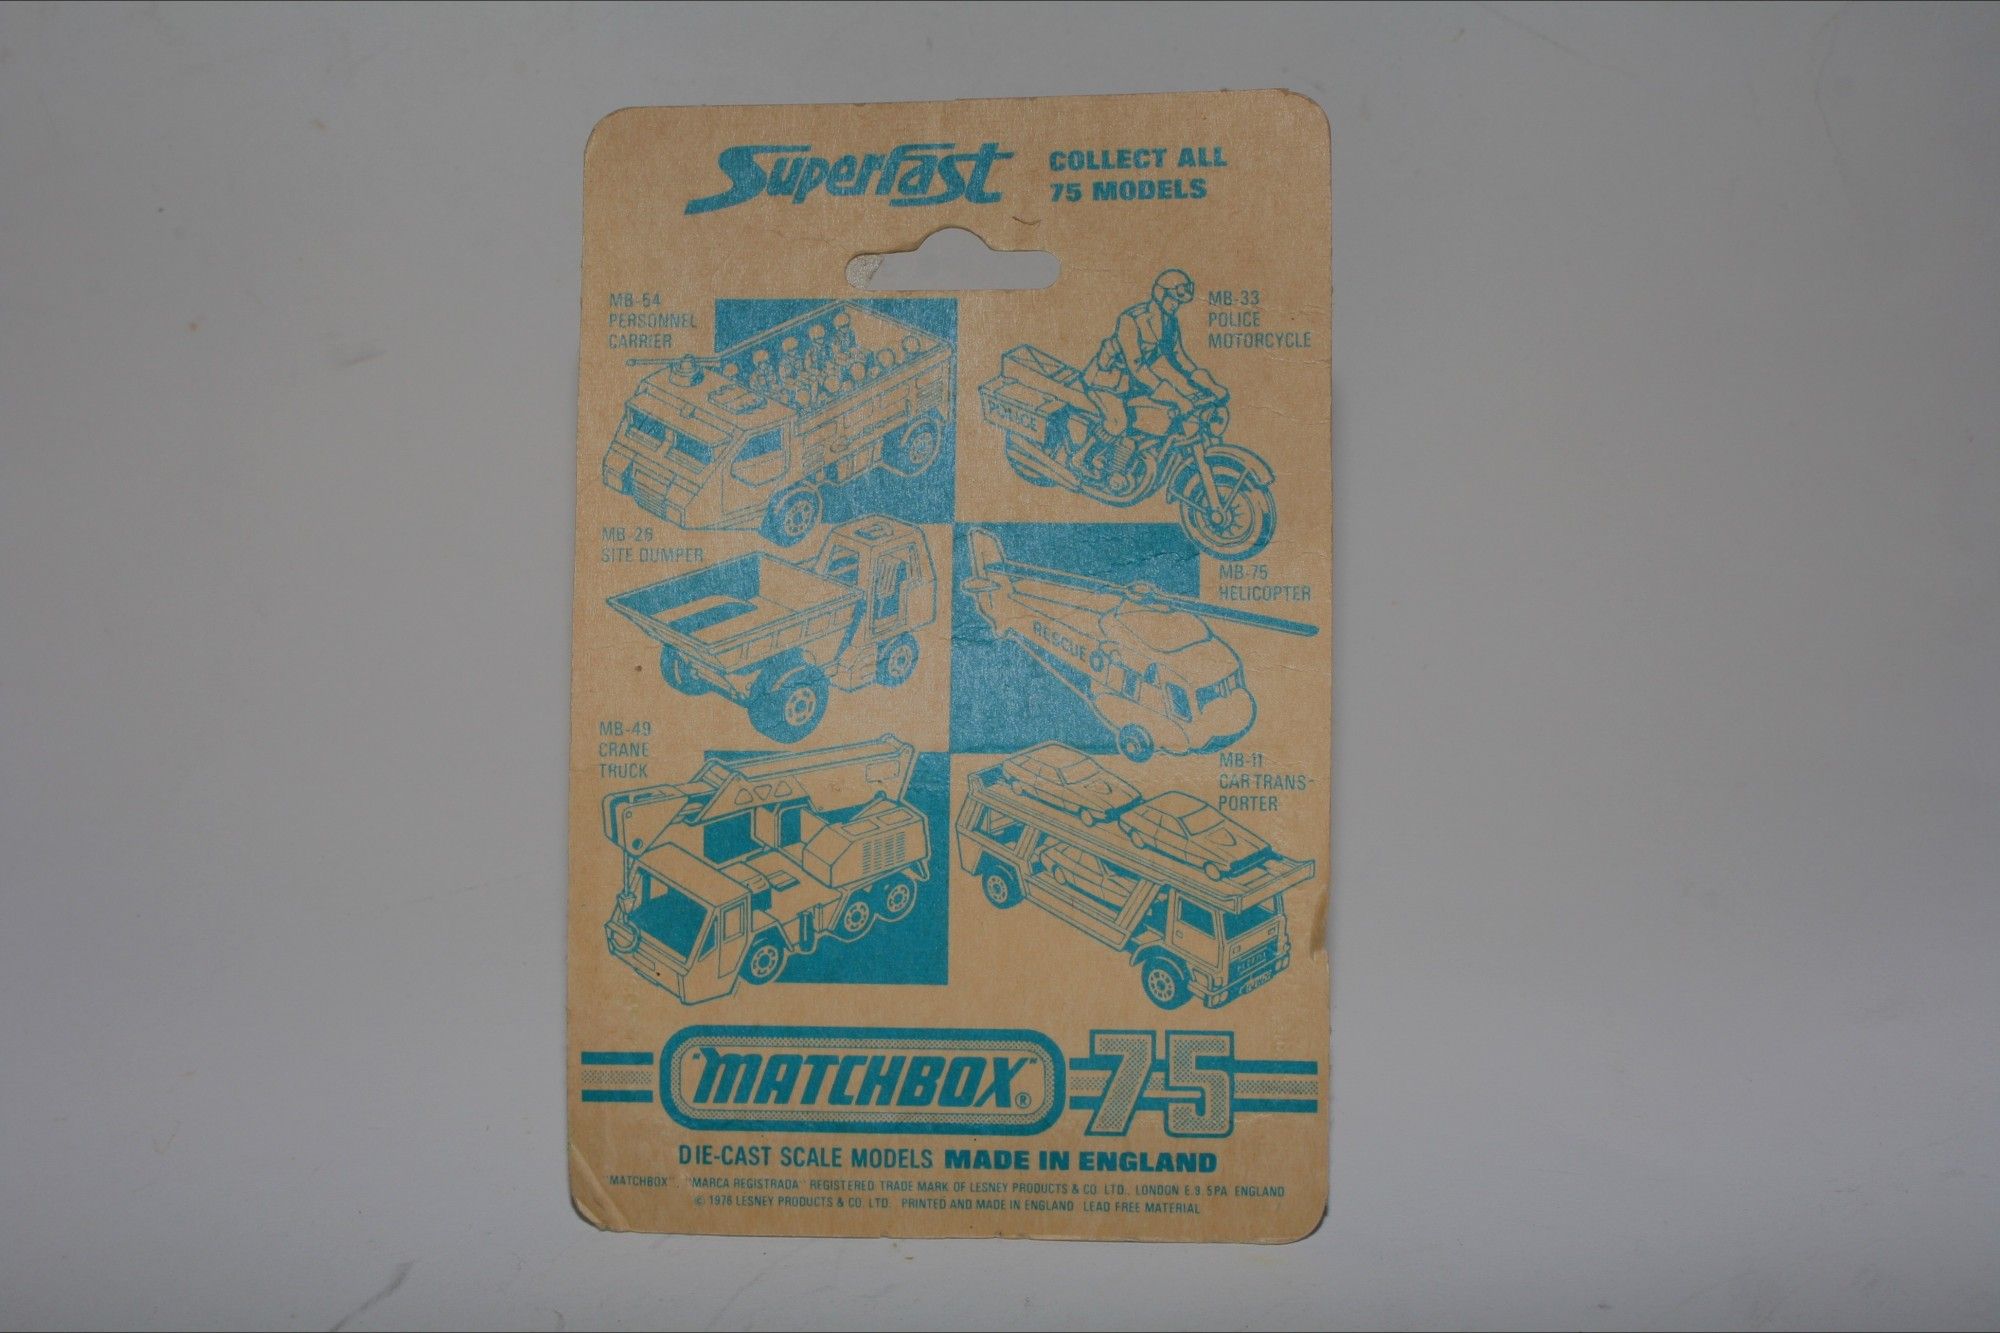 Superfast
COLLECT ALL
75 MODELS
MB-54
PERSONNEL
CARRIER
MB-33
POLICE
MOTORCYCLE
POLICE
MB-26
SITE DUMPER
MB-75
HELICOPTER
RESCUE
MB-49
CRANE
TRUCK
MB-11
CAR TRANS-
PORTER
"MATCHBOX"® 75
DIE-CAST SCALE MODELS MADE IN ENGLAND
"MATCHBOX", "MARCA REGISTRADA" REGISTERED TRADE MARK OF LESNEY PRODUCTS & CO. LTD., LONDON E.9. 5PA ENGLAND
© 1976 LESNEY PRODUCTS & CO. LTD. PRINTED AND MADE IN ENGLAND LEAD FREE MATERIAL